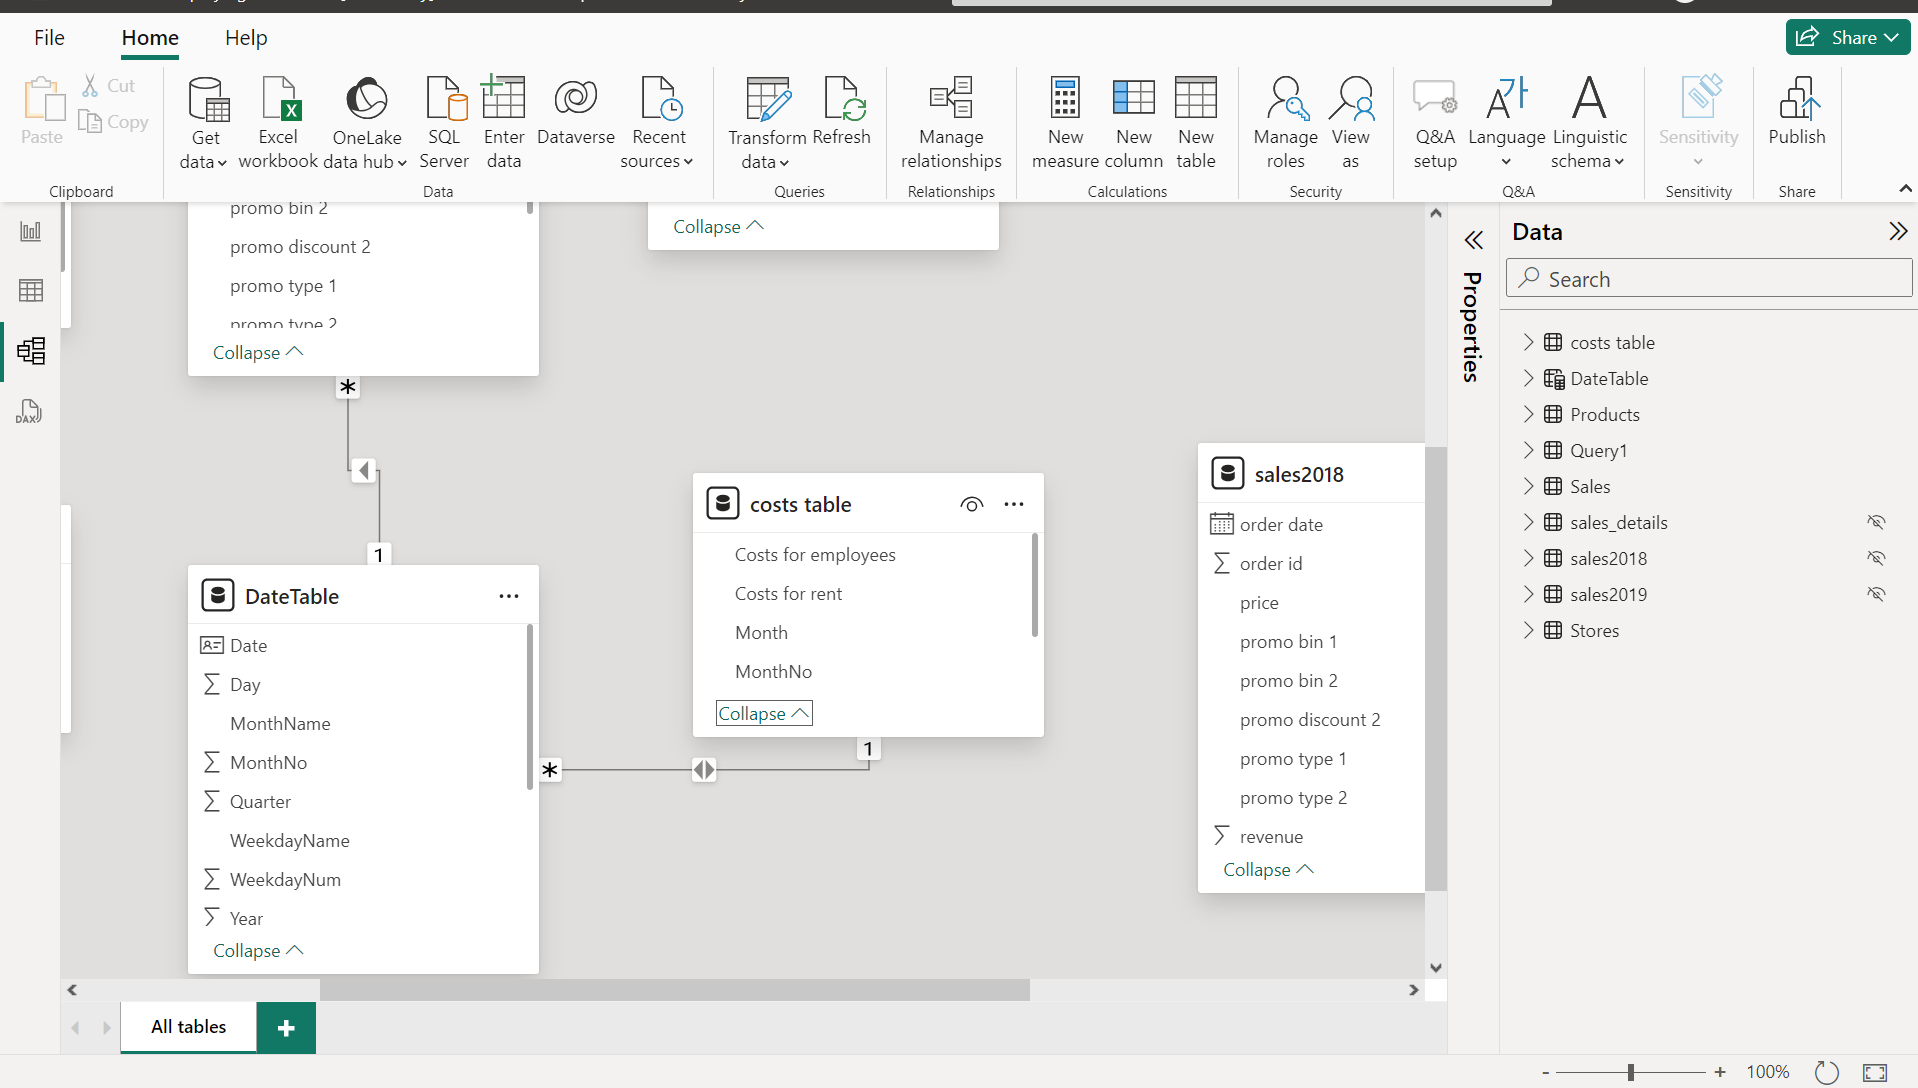 File
Home
Help
Share
Paste
Cut
Copy
Clipboard
Get data
Excel workbook
OneLake data hub
SQL Server
Enter data
Dataverse
Recent sources
Data
Transform data
Refresh
Queries
Manage relationships
Relationships
New measure
New column
New table
Calculations
Manage roles
View as
Security
Q&A setup
Language
Linguistic schema
Q&A
Sensitivity
Sensitivity
Publish
Share
DAX
promo bin 2
promo discount 2
promo type 1
promo type 2
Collapse
Collapse
*
1
DateTable
...
Date
Day
MonthName
MonthNo
Quarter
WeekdayName
WeekdayNum
Year
Collapse
*
costs table
...
Costs for employees
Costs for rent
Month
MonthNo
Collapse
1
sales2018
order date
order id
price
promo bin 1
promo bin 2
promo discount 2
promo type 1
promo type 2
revenue
Collapse
Properties
Data
Search
costs table
DateTable
Products
Query1
Sales
sales_details
sales2018
sales2019
Stores
All tables
+
- + 100%